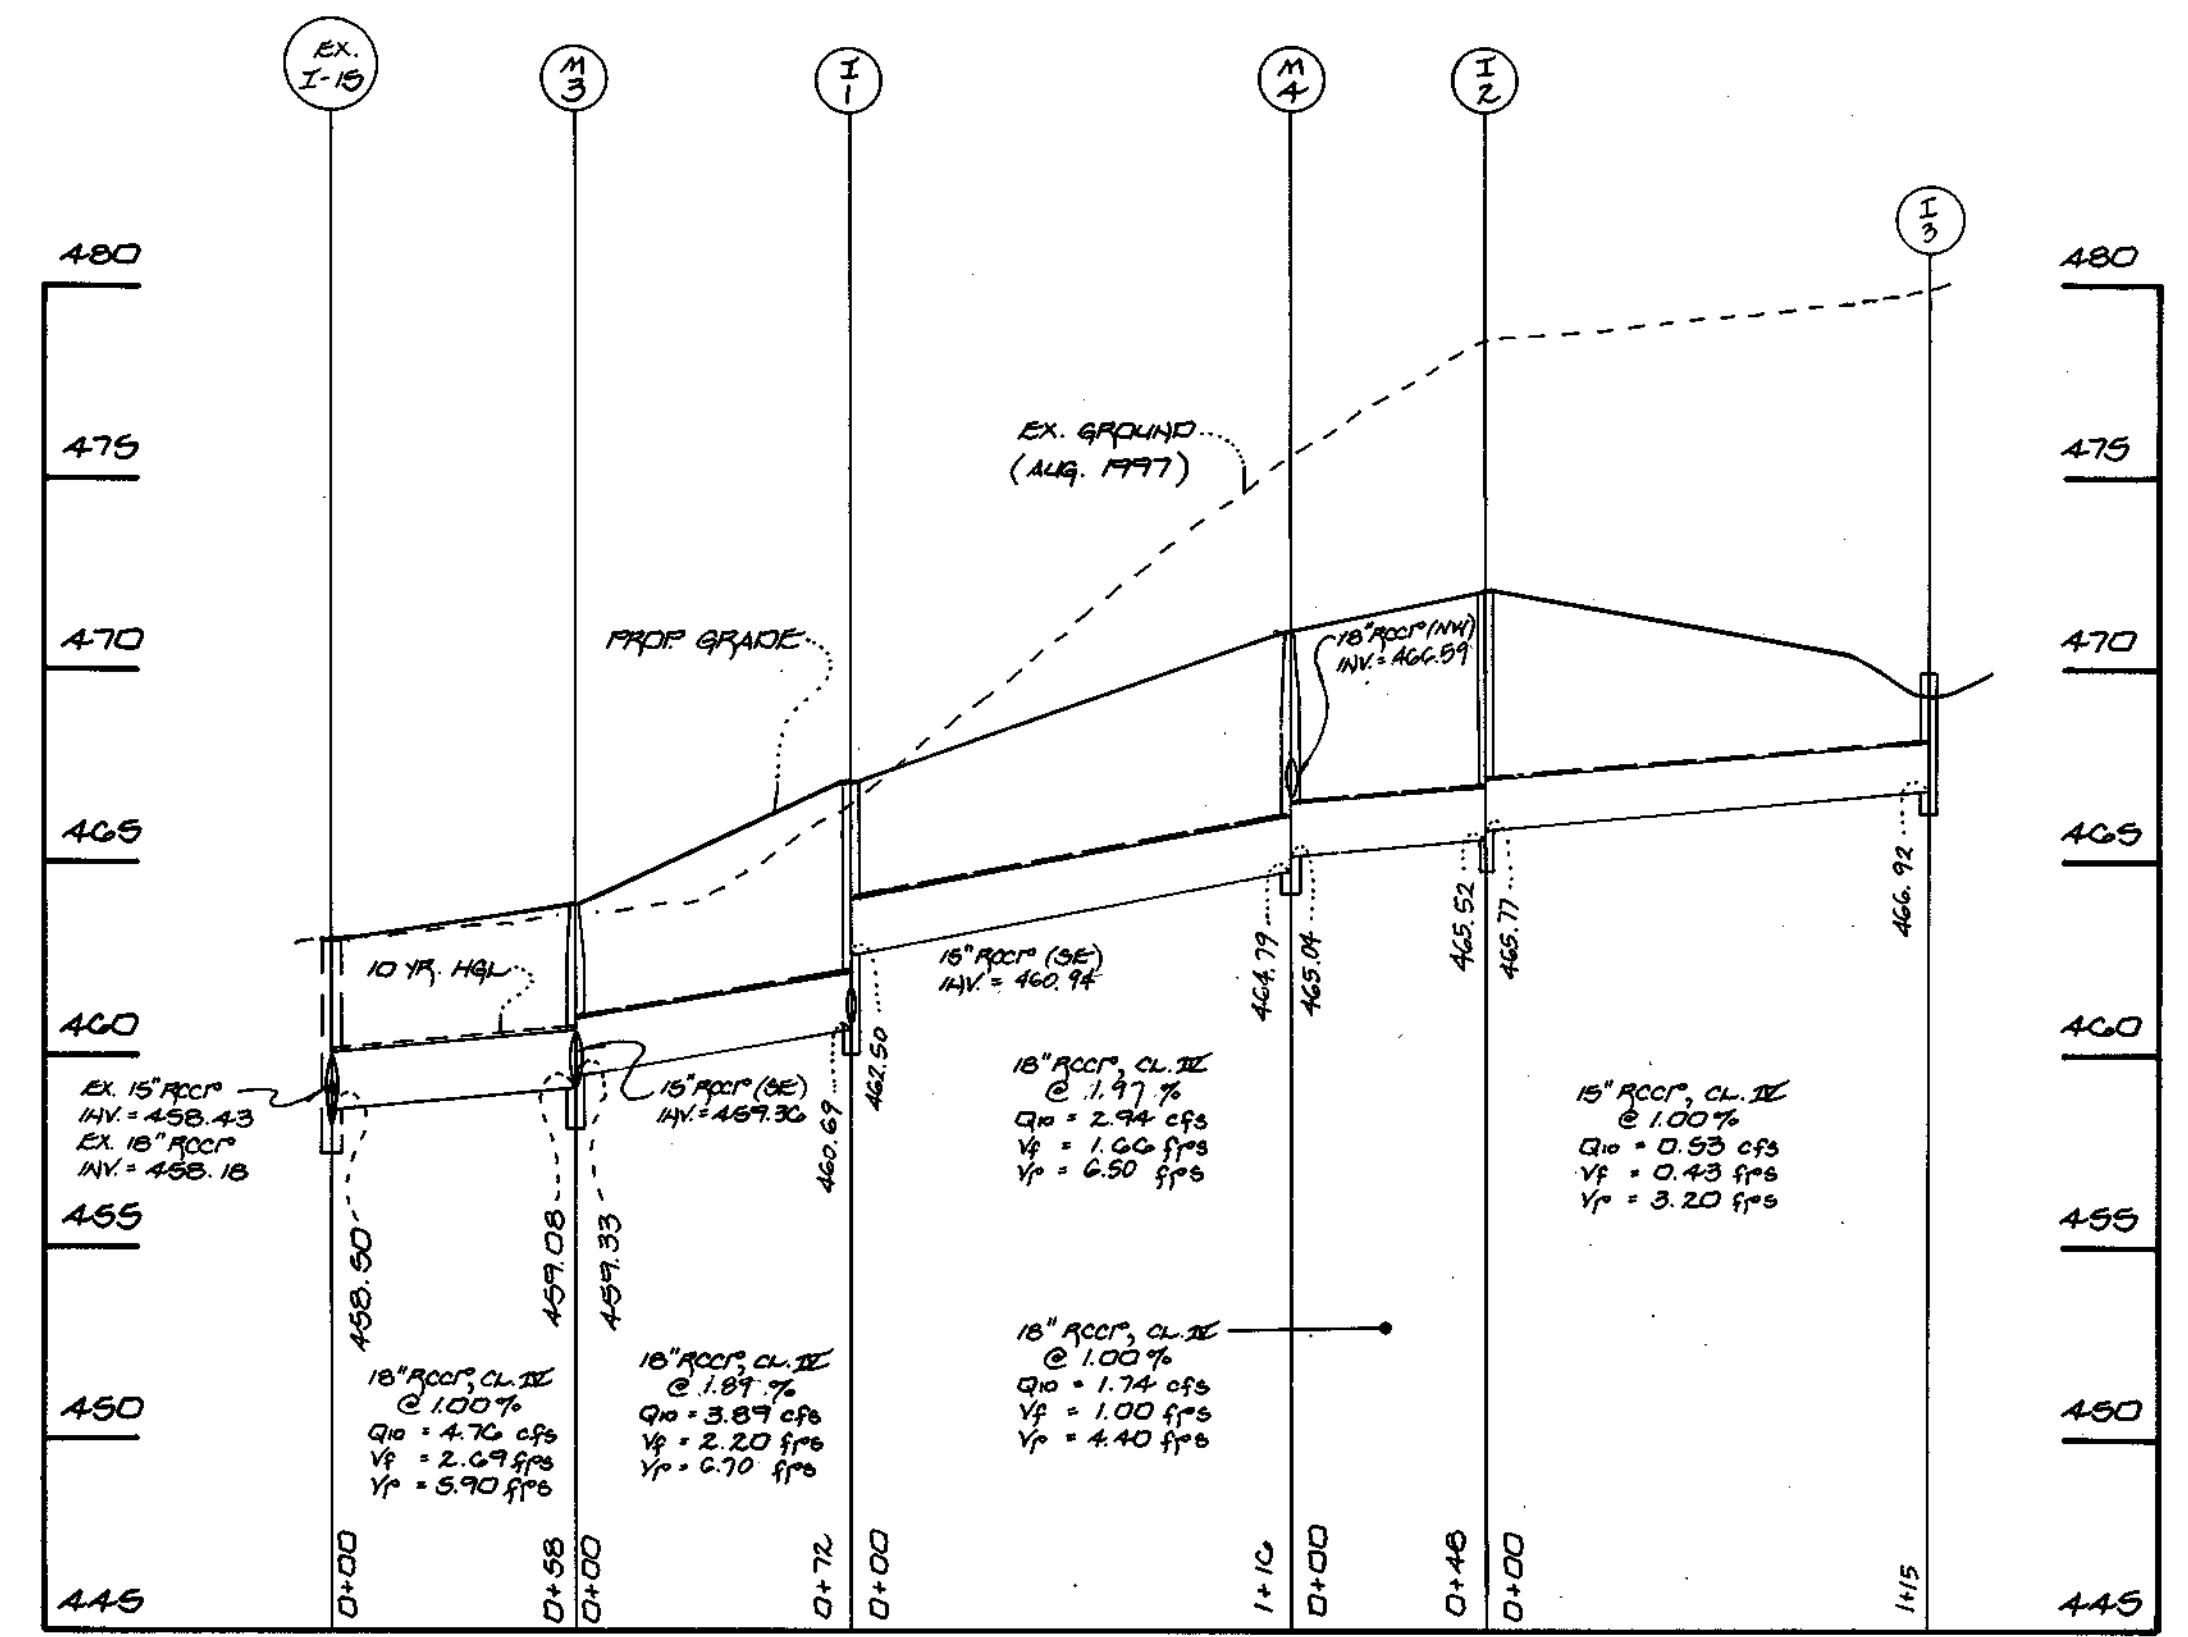 EX.
I-15
M
3
I
1
M
4
I
2
I
3
480
475
470
465
460
455
450
445
480
475
470
465
460
455
450
445
EX. GROUND
(AUG. 1997)
PROP. GRADE
10 YR. HGL
18" RCCP (NW)
INV. = 466.59
15" RCCP (SE)
INV. = 460.94
15" RCCP (SE)
INV. = 459.36
EX. 15" RCCP
INV. = 458.43
EX. 18" RCCP
INV. = 458.18
458.50
459.08
459.33
460.69
462.50
464.79
465.04
465.52
465.77
466.92
18" RCCP, CL. IV
@ 1.00%
Q10 = 4.76 cfs
Vf = 2.69 fps
Vp = 5.90 fps
18" RCCP, CL. IV
@ 1.89 %
Q10 = 3.89 cfs
Vf = 2.20 fps
Vp = 6.70 fps
18" RCCP, CL. IV
@ 1.97 %
Q10 = 2.94 cfs
Vf = 1.66 fps
Vp = 6.50 fps
18" RCCP, CL. IV
@ 1.00%
Q10 = 1.74 cfs
Vf = 1.00 fps
Vp = 4.40 fps
15" RCCP, CL. IV
@ 1.00%
Q10 = 0.53 cfs
Vf = 0.43 fps
Vp = 3.20 fps
0+00
0+58
0+00
0+72
0+00
1+16
0+00
0+48
0+00
1+15